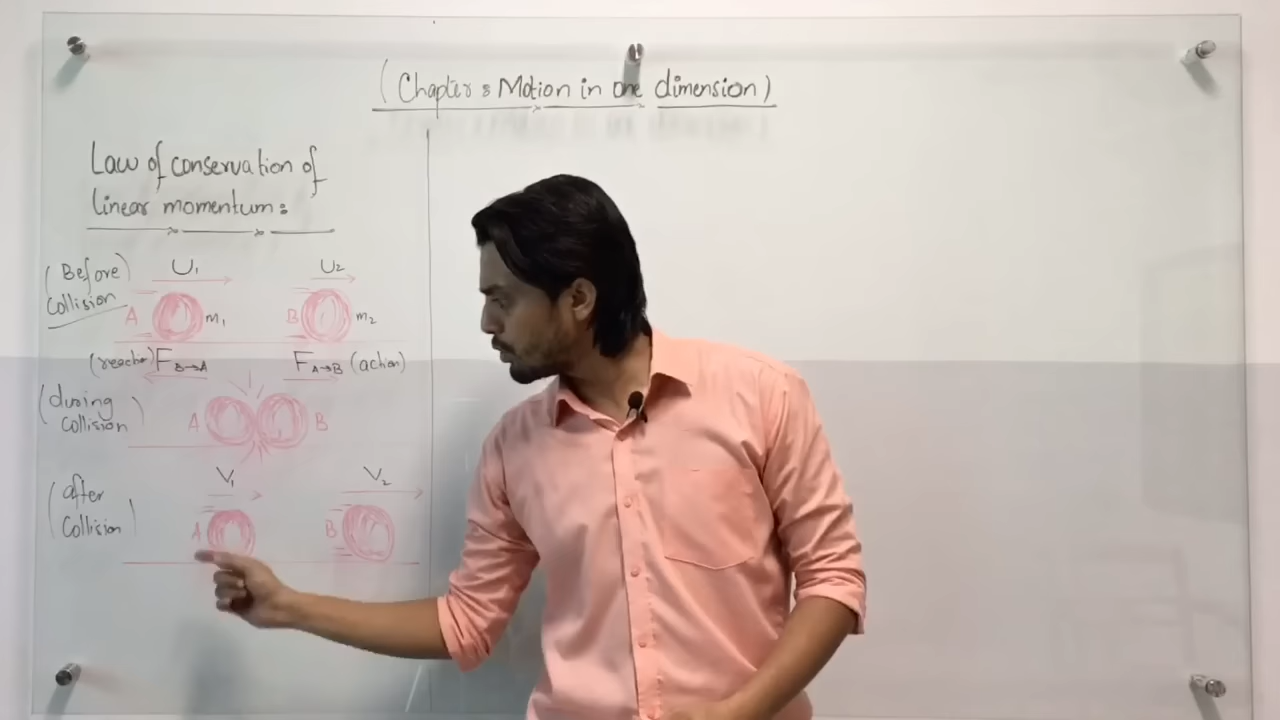 (Chapter : Motion in one dimension)
Law of conservation of
linear momentum:
(Before
collision)
U1
U2
A
m1
B
m2
(reaction) FB→A
FA→B (action)
(during
collision)
A
B
(after
collision)
V1
V2
A
B